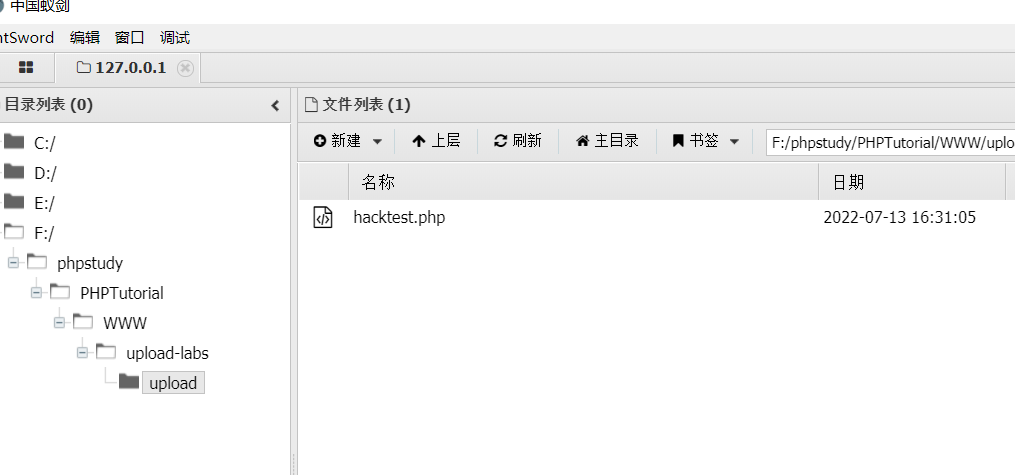 中国蚁剑
ntSword 编辑 窗口 调试
127.0.0.1
目录列表 (0)
文件列表 (1)
新建 上层 刷新 主目录 书签 F:/phpstudy/PHPTutorial/WWW/uplo
名称 日期
hacktest.php 2022-07-13 16:31:05
C:/
D:/
E:/
F:/
phpstudy
PHPTutorial
WWW
upload-labs
upload